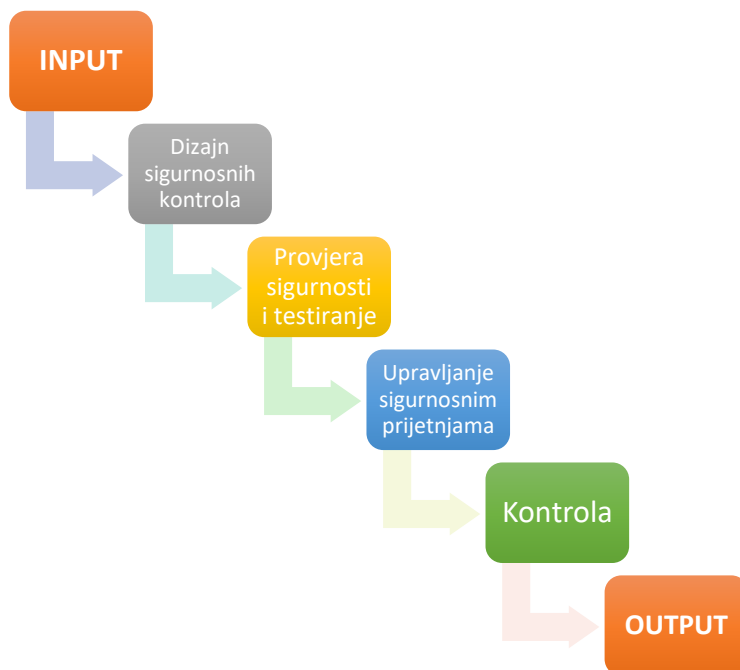 INPUT
Dizajn
sigurnosnih
kontrola
Provjera
sigurnosti
i testiranje
Upravljanje
sigurnosnim
prijetnjama
Kontrola
OUTPUT